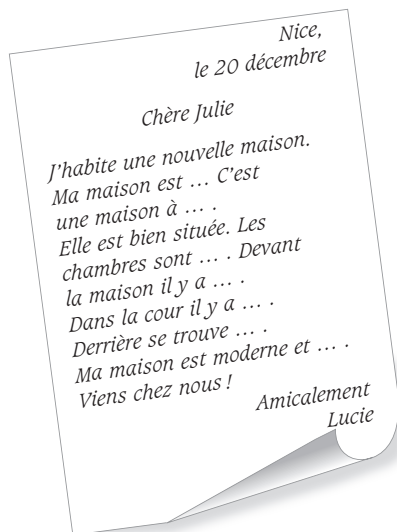 Nice,
le 20 décembre
Chère Julie
J'habite une nouvelle maison.
Ma maison est … C'est
une maison à … .
Elle est bien située. Les
chambres sont … . Devant
la maison il y a … .
Dans la cour il y a … .
Derrière se trouve … .
Ma maison est moderne et … .
Viens chez nous !
Amicalement
Lucie